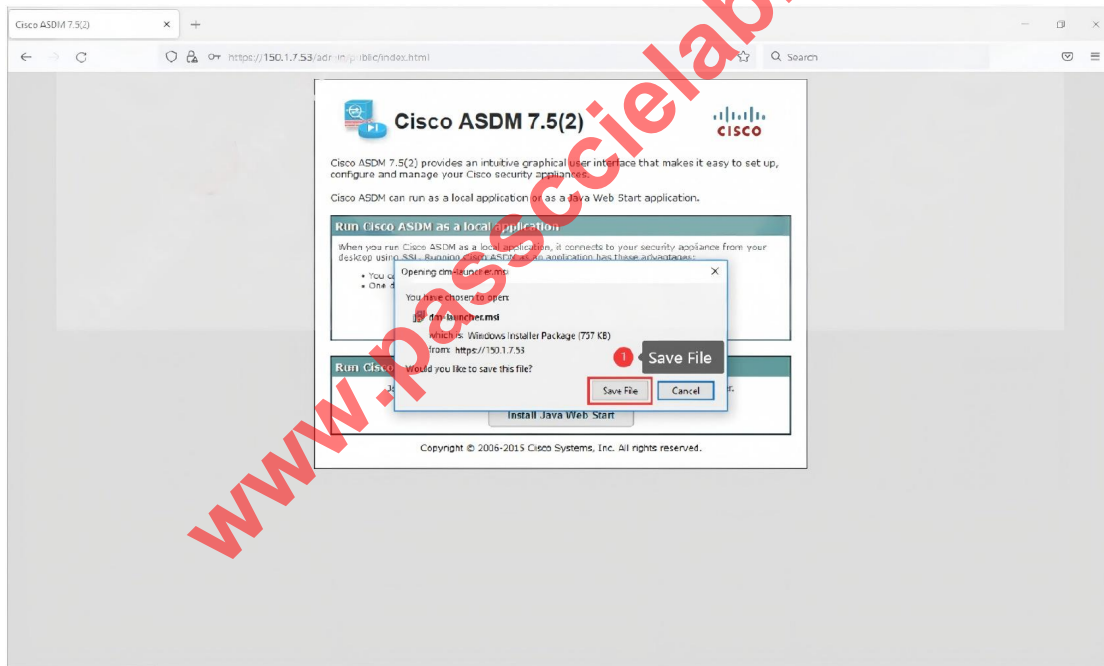 Cisco ASDM 7.5(2)
https://150.1.7.53/admin/public/index.html
Search
Cisco ASDM 7.5(2)
CISCO
Cisco ASDM 7.5(2) provides an intuitive graphical user interface that makes it easy to set up,
configure and manage your Cisco security appliances.
Cisco ASDM can run as a local application or as a Java Web Start application.
Run Cisco ASDM as a local application
When you run Cisco ASDM as a local application, it connects to your security appliance from your
desktop using SSL. Running Cisco ASDM as an application has these advantages:
• You
• One
Opening dm-launcher.msi
You have chosen to open:
dm-launcher.msi
which is: Windows Installer Package (757 KB)
from: https://150.1.7.53
Would you like to save this file?
1 Save File
Save File
Cancel
Run Cisco
Install Java Web Start
Copyright © 2006-2015 Cisco Systems, Inc. All rights reserved.
www.passccielab